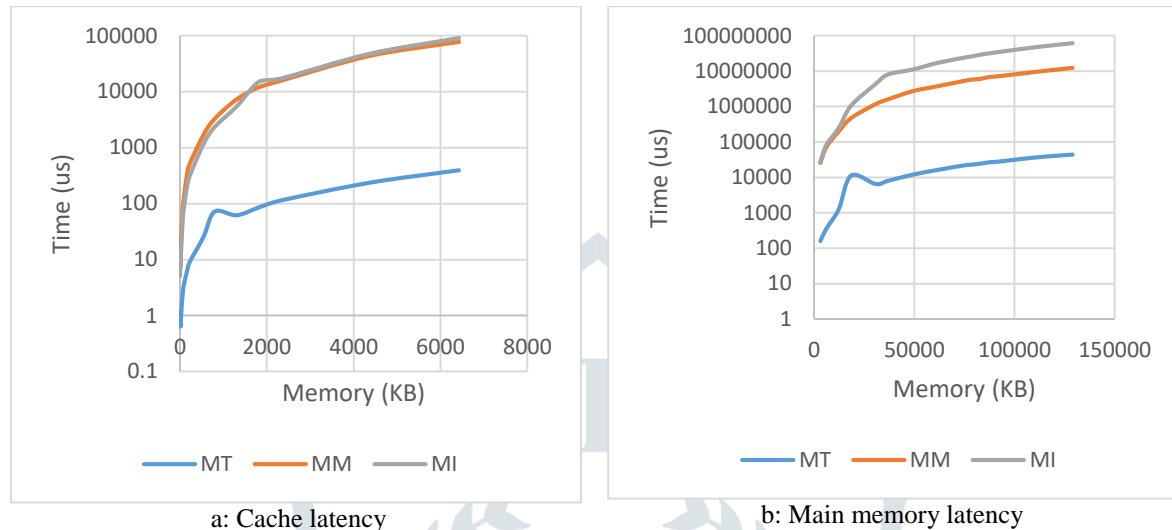 100000
10000
1000
100
10
1
0.1
Time (us)
0 2000 4000 6000 8000
Memory (KB)
MT MM MI
a: Cache latency
100000000
10000000
1000000
100000
10000
1000
100
10
1
Time (us)
0 50000 100000 150000
Memory (KB)
MT MM MI
b: Main memory latency